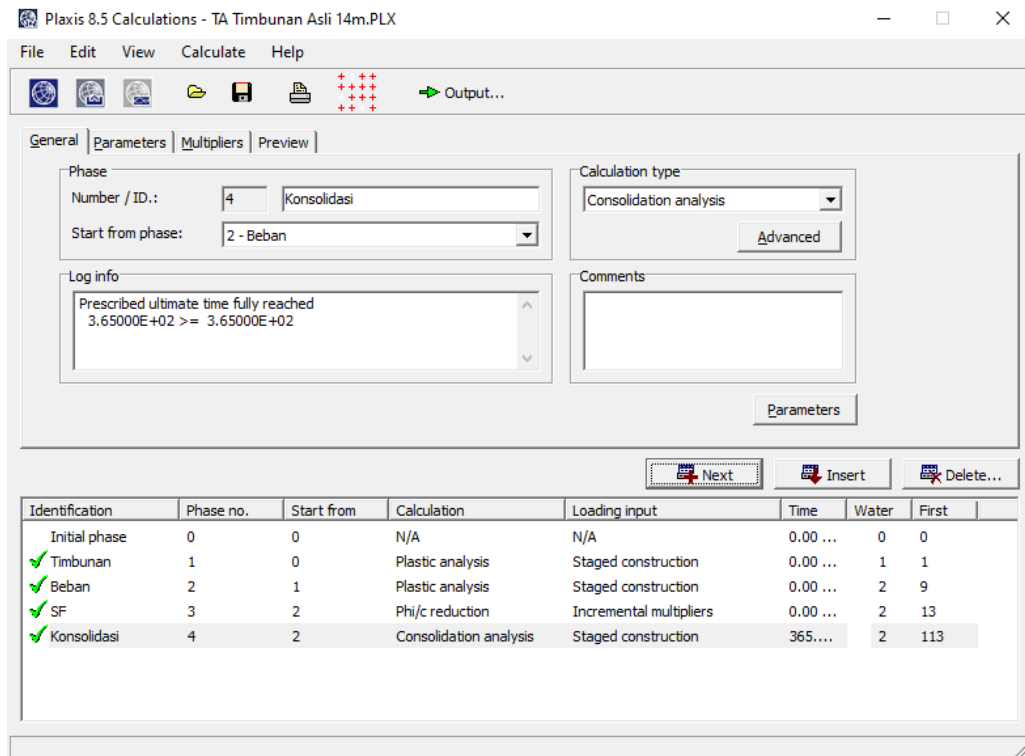 Plaxis 8.5 Calculations - TA Timbunan Asli 14m.PLX
File Edit View Calculate Help
Output...
General Parameters Multipliers Preview
Phase
Number / ID.: 4 Konsolidasi
Start from phase: 2 - Beban
Calculation type
Consolidation analysis
Advanced
Log info
Prescribed ultimate time fully reached
3.65000E+02 >= 3.65000E+02
Comments
Parameters
Next Insert Delete...
Identification Phase no. Start from Calculation Loading input Time Water First
Initial phase 0 0 N/A N/A 0.00 ... 0 0
Timbunan 1 0 Plastic analysis Staged construction 0.00 ... 1 1
Beban 2 1 Plastic analysis Staged construction 0.00 ... 2 9
SF 3 2 Phi/c reduction Incremental multipliers 0.00 ... 2 13
Konsolidasi 4 2 Consolidation analysis Staged construction 365.... 2 113